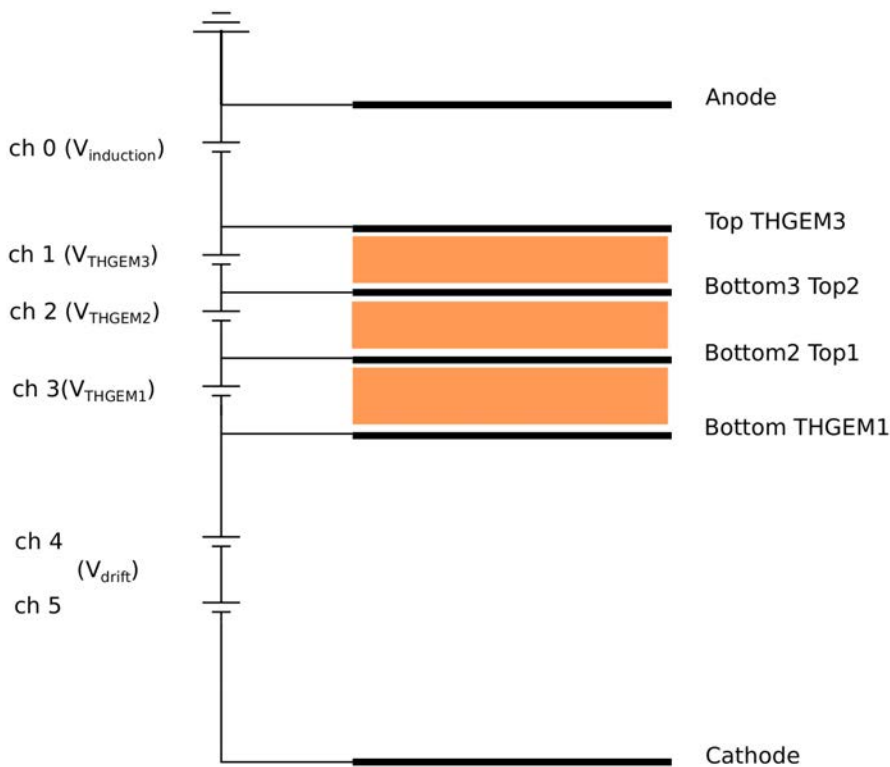 Anode
ch 0 (Vinduction)
Top THGEM3
ch 1 (VTHGEM3)
Bottom3 Top2
ch 2 (VTHGEM2)
Bottom2 Top1
ch 3(VTHGEM1)
Bottom THGEM1
ch 4
(Vdrift)
ch 5
Cathode